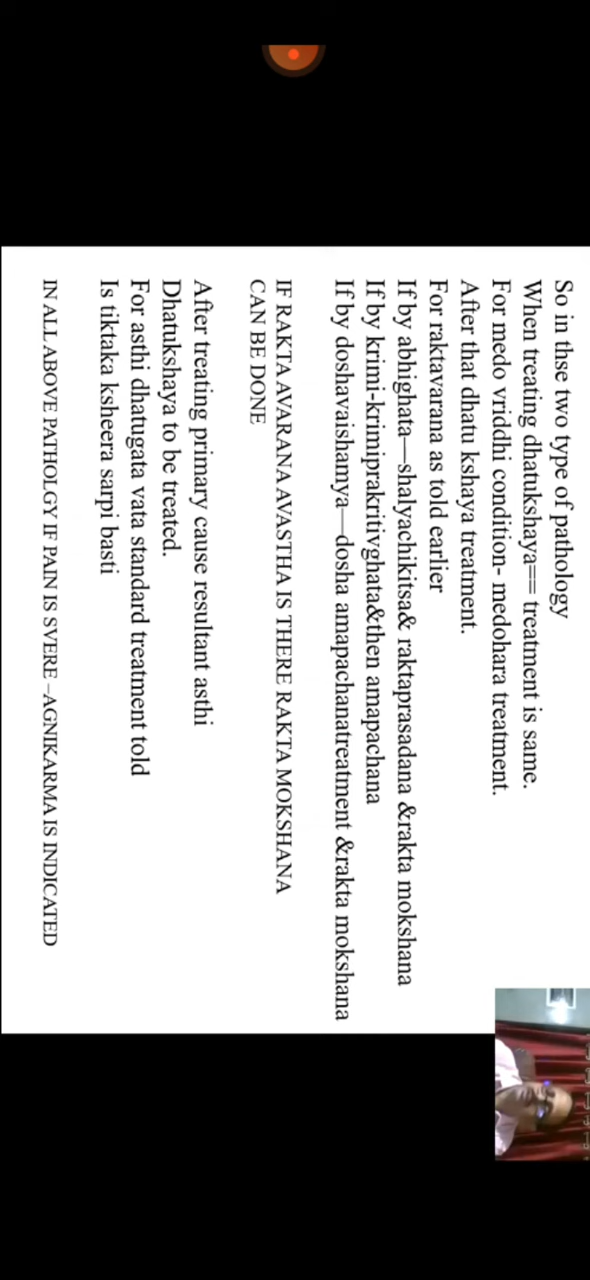 So in thse two type of pathology
When treating dhatukshaya== treatment is same.
For medo vriddhi condition- medohara treatment.
After that dhatu kshaya treatment.
For raktavarana as told earlier
If by abhighata—shalyachikitsa& raktaprasadana &rakta mokshana
If by krimi-krimiprakritivghata&then amapachana
If by doshavaishamya—dosha amapachanatreatment &rakta mokshana
IF RAKTA AVARANA AVASTHA IS THERE RAKTA MOKSHANA
CAN BE DONE
After treating primary cause resultant asthi
Dhatukshaya to be treated.
For asthi dhatugata vata standard treatment told
Is tiktaka ksheera sarpi basti
IN ALL ABOVE PATHOLGY IF PAIN IS SVERE –AGNIKARMA IS INDICATED